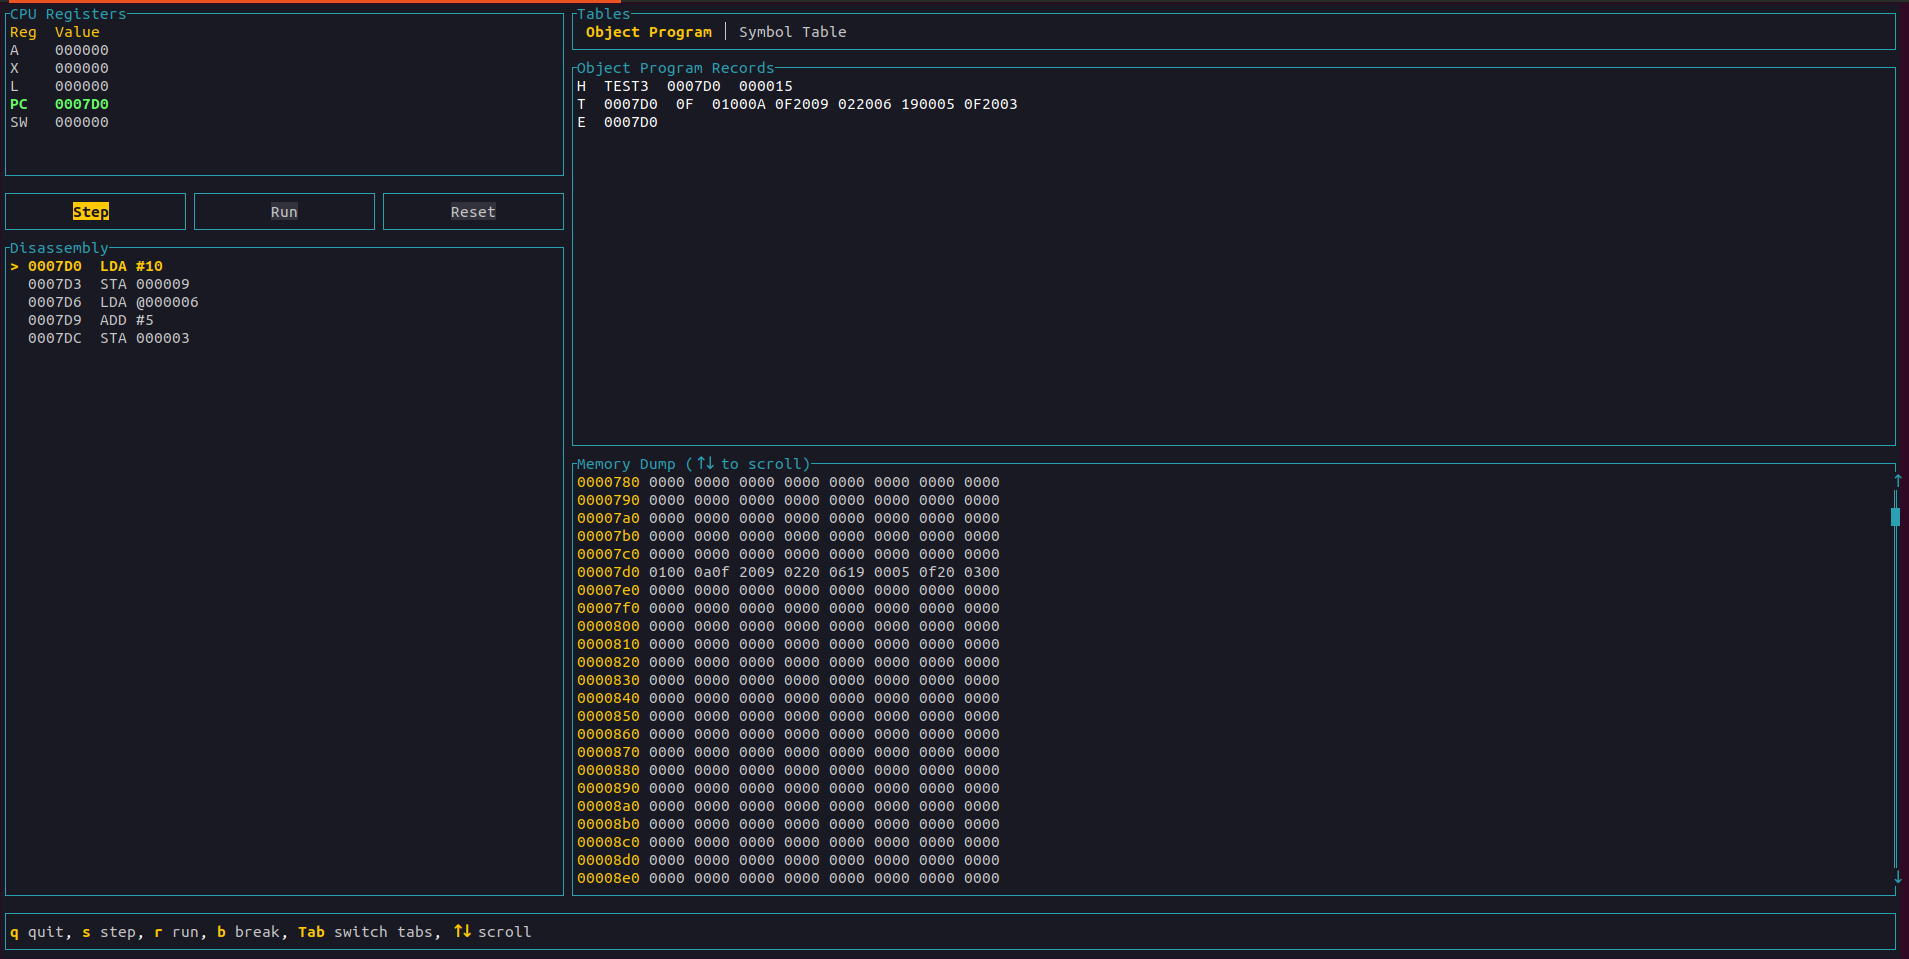 CPU Registers
Reg Value
A 000000
X 000000
L 000000
PC 0007D0
SW 000000
Step
Run
Reset
Disassembly
> 0007D0 LDA #10
0007D3 STA 000009
0007D6 LDA @000006
0007D9 ADD #5
0007DC STA 000003
Tables
Object Program │ Symbol Table
Object Program Records
H TEST3 0007D0 000015
T 0007D0 0F 01000A 0F2009 022006 190005 0F2003
E 0007D0
Memory Dump (↑↓ to scroll)
0000780 0000 0000 0000 0000 0000 0000 0000 0000
0000790 0000 0000 0000 0000 0000 0000 0000 0000
00007a0 0000 0000 0000 0000 0000 0000 0000 0000
00007b0 0000 0000 0000 0000 0000 0000 0000 0000
00007c0 0000 0000 0000 0000 0000 0000 0000 0000
00007d0 0100 0a0f 2009 0220 0619 0005 0f20 0300
00007e0 0000 0000 0000 0000 0000 0000 0000 0000
00007f0 0000 0000 0000 0000 0000 0000 0000 0000
0000800 0000 0000 0000 0000 0000 0000 0000 0000
0000810 0000 0000 0000 0000 0000 0000 0000 0000
0000820 0000 0000 0000 0000 0000 0000 0000 0000
0000830 0000 0000 0000 0000 0000 0000 0000 0000
0000840 0000 0000 0000 0000 0000 0000 0000 0000
0000850 0000 0000 0000 0000 0000 0000 0000 0000
0000860 0000 0000 0000 0000 0000 0000 0000 0000
0000870 0000 0000 0000 0000 0000 0000 0000 0000
0000880 0000 0000 0000 0000 0000 0000 0000 0000
0000890 0000 0000 0000 0000 0000 0000 0000 0000
00008a0 0000 0000 0000 0000 0000 0000 0000 0000
00008b0 0000 0000 0000 0000 0000 0000 0000 0000
00008c0 0000 0000 0000 0000 0000 0000 0000 0000
00008d0 0000 0000 0000 0000 0000 0000 0000 0000
00008e0 0000 0000 0000 0000 0000 0000 0000 0000
q quit, s step, r run, b break, Tab switch tabs, ↑↓ scroll